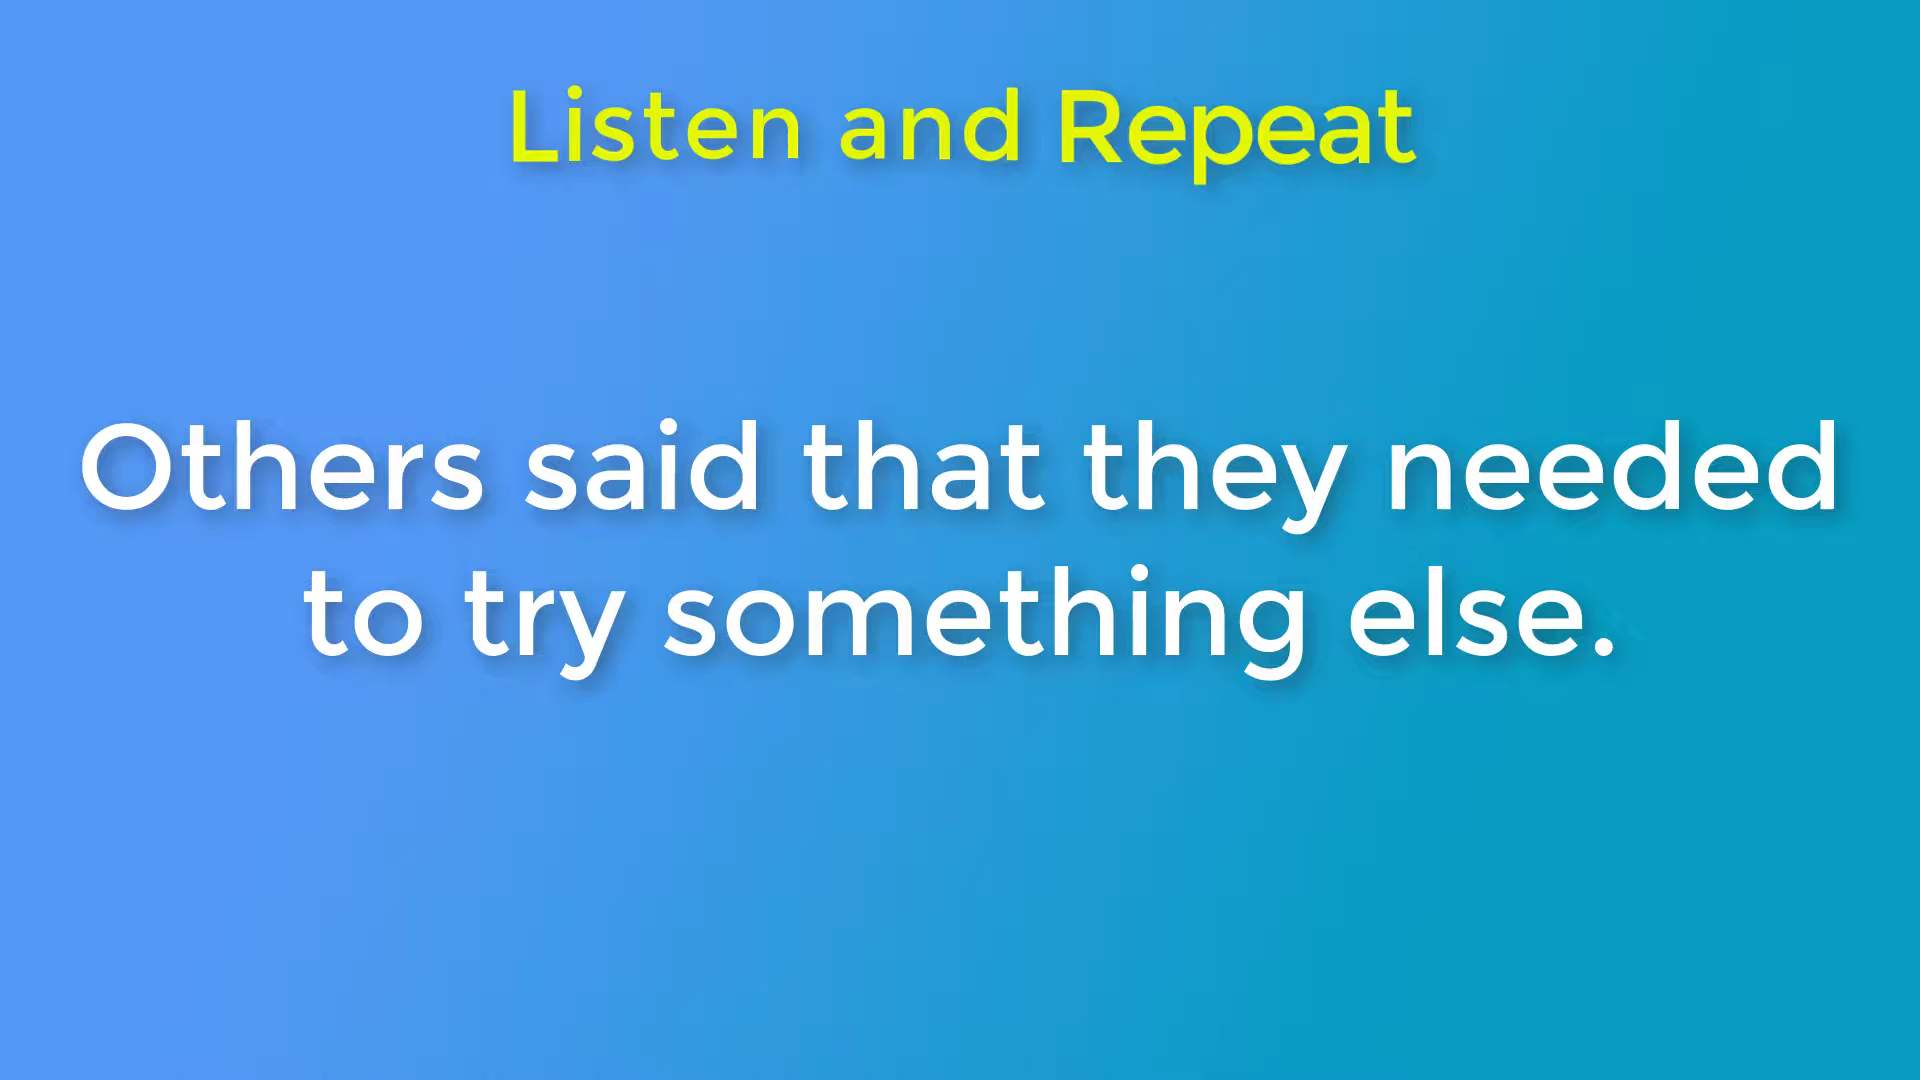 Listen and Repeat
Others said that they needed
to try something else.